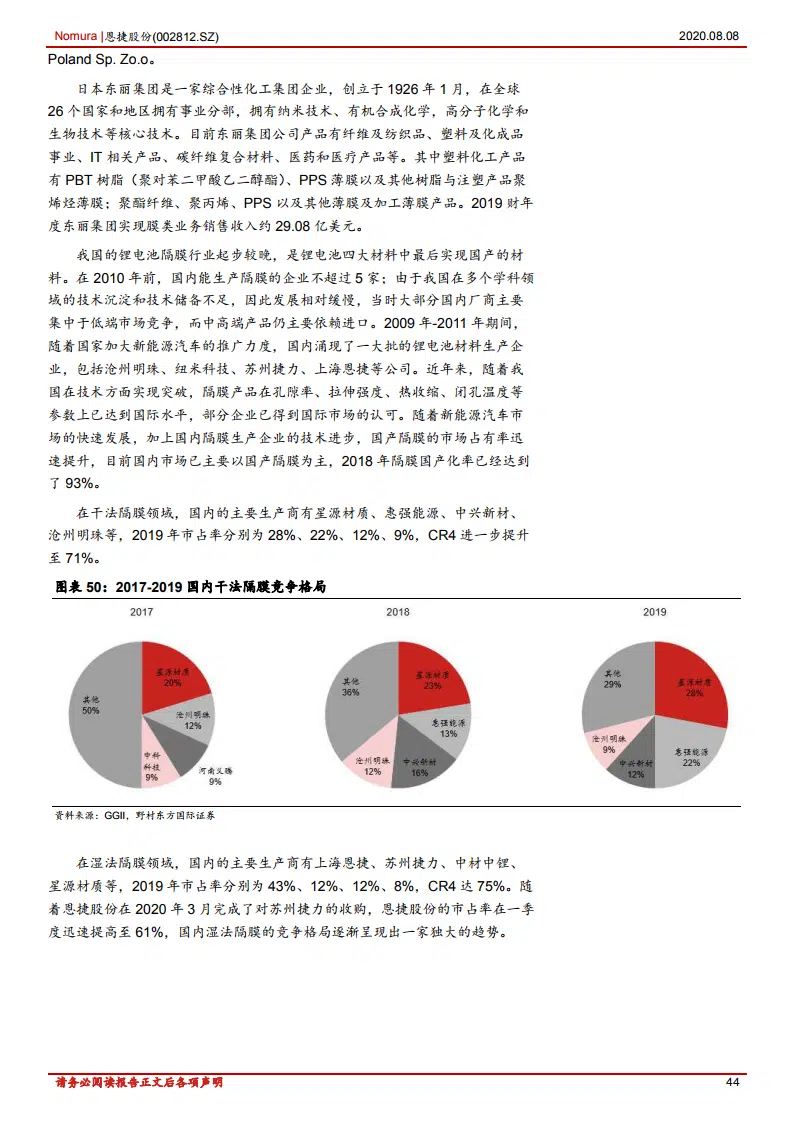 Nomura |恩捷股份(002812.SZ) 2020.08.08
Poland Sp. Zo.o。
日本东丽集团是一家综合性化工集团企业，创立于 1926 年 1 月，在全球
26 个国家和地区拥有事业分部，拥有纳米技术、有机合成化学，高分子化学和
生物技术等核心技术。目前东丽集团公司产品有纤维及纺织品、塑料及化成品
事业、IT 相关产品、碳纤维复合材料、医药和医疗产品等。其中塑料化工产品
有 PBT 树脂（聚对苯二甲酸乙二醇酯）、PPS 薄膜以及其他树脂与注塑产品聚
烯烃薄膜；聚酯纤维、聚丙烯、PPS 以及其他薄膜及加工薄膜产品。2019 财年
度东丽集团实现膜类业务销售收入约 29.08 亿美元。
我国的锂电池隔膜行业起步较晚，是锂电池四大材料中最后实现国产的材
料。在 2010 年前，国内能生产隔膜的企业不超过 5 家；由于我国在多个学科领
域的技术沉淀和技术储备不足，因此发展相对缓慢，当时大部分国内厂商主要
集中于低端市场竞争，而中高端产品仍主要依赖进口。2009 年-2011 年期间，
随着国家加大新能源汽车的推广力度，国内涌现了一大批的锂电池材料生产企
业，包括沧州明珠、纽米科技、苏州捷力、上海恩捷等公司。近年来，随着我
国在技术方面实现突破，隔膜产品在孔隙率、拉伸强度、热收缩、闭孔温度等
参数上已达到国际水平，部分企业已得到国际市场的认可。随着新能源汽车市
场的快速发展，加上国内隔膜生产企业的技术进步，国产隔膜的市场占有率迅
速提升，目前国内市场已主要以国产隔膜为主，2018 年隔膜国产化率已经达到
了 93%。
在干法隔膜领域，国内的主要生产商有星源材质、惠强能源、中兴新材、
沧州明珠等，2019 年市占率分别为 28%、22%、12%、9%，CR4 进一步提升
至 71%。
图表 50：2017-2019 国内干法隔膜竞争格局
2017
星源材质
20%
沧州明珠
12%
河南义腾
9%
中科
科技
9%
其他
50%
2018
星源材质
23%
惠强能源
13%
中兴新材
16%
沧州明珠
12%
其他
36%
2019
星源材质
28%
惠强能源
22%
中兴新材
12%
沧州明珠
9%
其他
29%
资料来源：GGII，野村东方国际证券
在湿法隔膜领域，国内的主要生产商有上海恩捷、苏州捷力、中材中锂、
星源材质等，2019 年市占率分别为 43%、12%、12%、8%，CR4 达 75%。随
着恩捷股份在 2020 年 3 月完成了对苏州捷力的收购，恩捷股份的市占率在一季
度迅速提高至 61%，国内湿法隔膜的竞争格局逐渐呈现出一家独大的趋势。
请务必阅读报告正文后各项声明 44